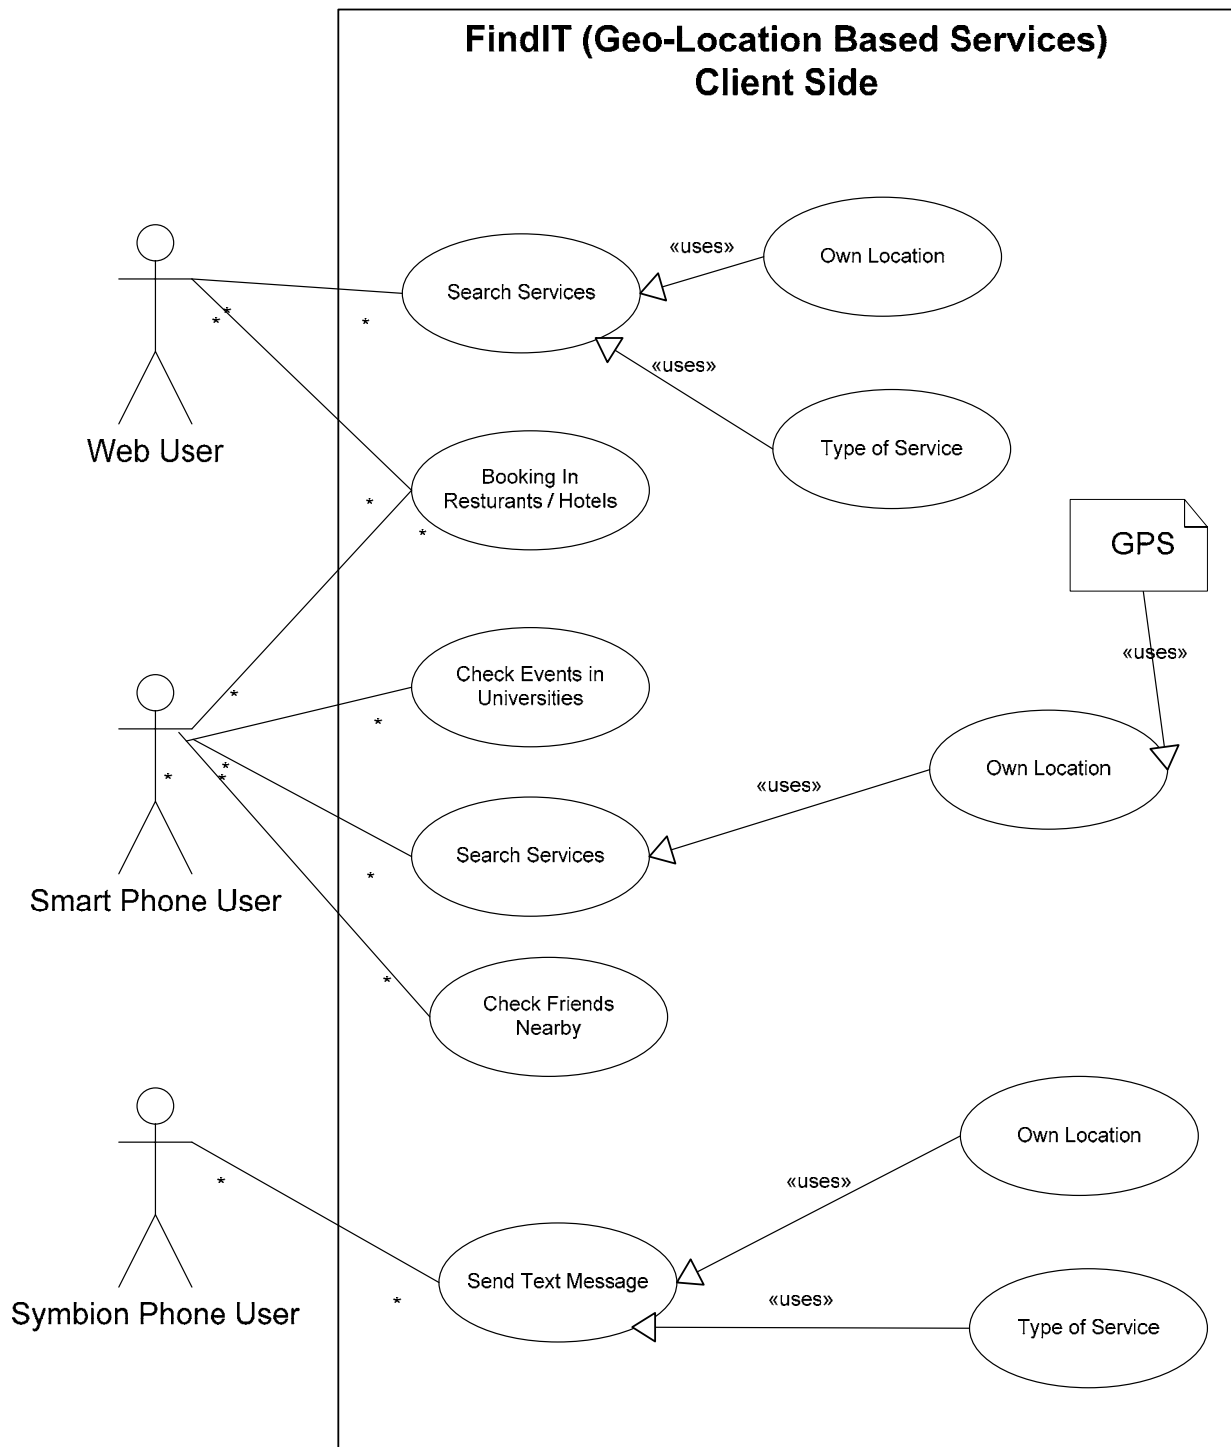 FindIT (Geo-Location Based Services)
Client Side
«uses»
Own Location
Search Services
*
*
*
«uses»
Web User
Type of Service
Booking In
Resturants / Hotels
*
*
GPS
«uses»
Check Events in
Universities
*
*
Own Location
*
*
*
«uses»
Search Services
*
Smart Phone User
*
Check Friends
Nearby
Own Location
*
«uses»
Send Text Message
*
«uses»
Symbion Phone User
Type of Service